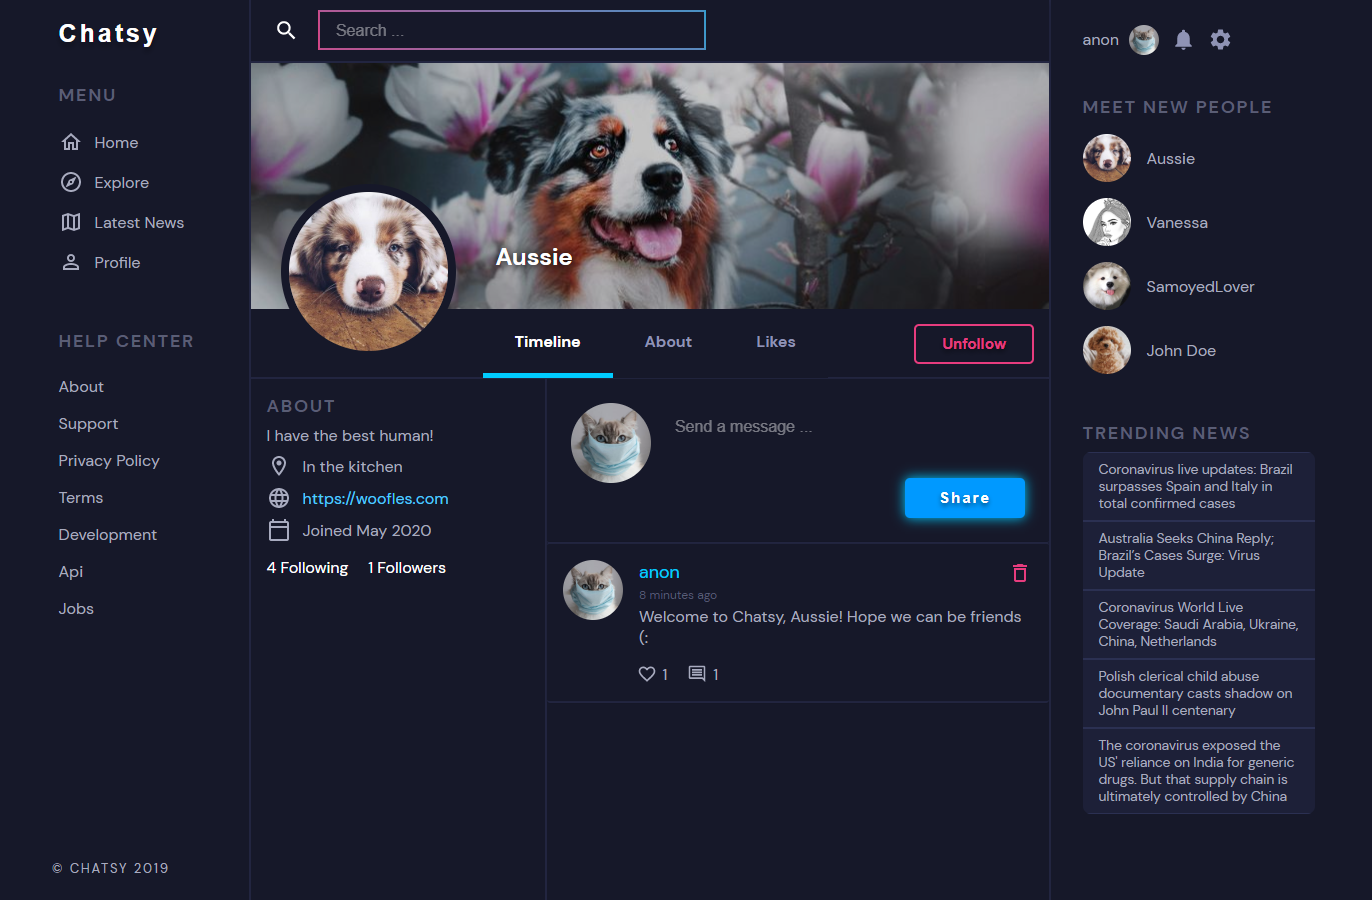 Chatsy
MENU
Home
Explore
Latest News
Profile
HELP CENTER
About
Support
Privacy Policy
Terms
Development
Api
Jobs
© CHATSY 2019
Search ...
Aussie
Timeline
About
Likes
Unfollow
ABOUT
I have the best human!
In the kitchen
https://woofles.com
Joined May 2020
4 Following 1 Followers
Send a message ...
Share
anon
8 minutes ago
Welcome to Chatsy, Aussie! Hope we can be friends
(:
1 1
anon
MEET NEW PEOPLE
Aussie
Vanessa
SamoyedLover
John Doe
TRENDING NEWS
Coronavirus live updates: Brazil
surpasses Spain and Italy in
total confirmed cases
Australia Seeks China Reply;
Brazil’s Cases Surge: Virus
Update
Coronavirus World Live
Coverage: Saudi Arabia, Ukraine,
China, Netherlands
Polish clerical child abuse
documentary casts shadow on
John Paul II centenary
The coronavirus exposed the
US' reliance on India for generic
drugs. But that supply chain is
ultimately controlled by China